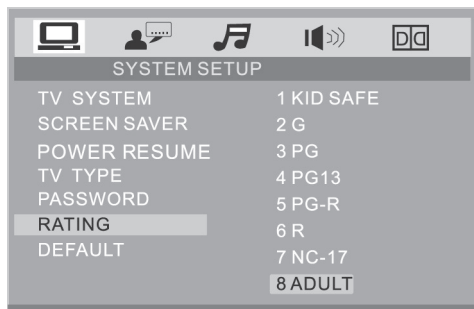 SYSTEM SETUP
TV SYSTEM
SCREEN SAVER
POWER RESUME
TV TYPE
PASSWORD
RATING
DEFAULT
1 KID SAFE
2 G
3 PG
4 PG13
5 PG-R
6 R
7 NC-17
8 ADULT